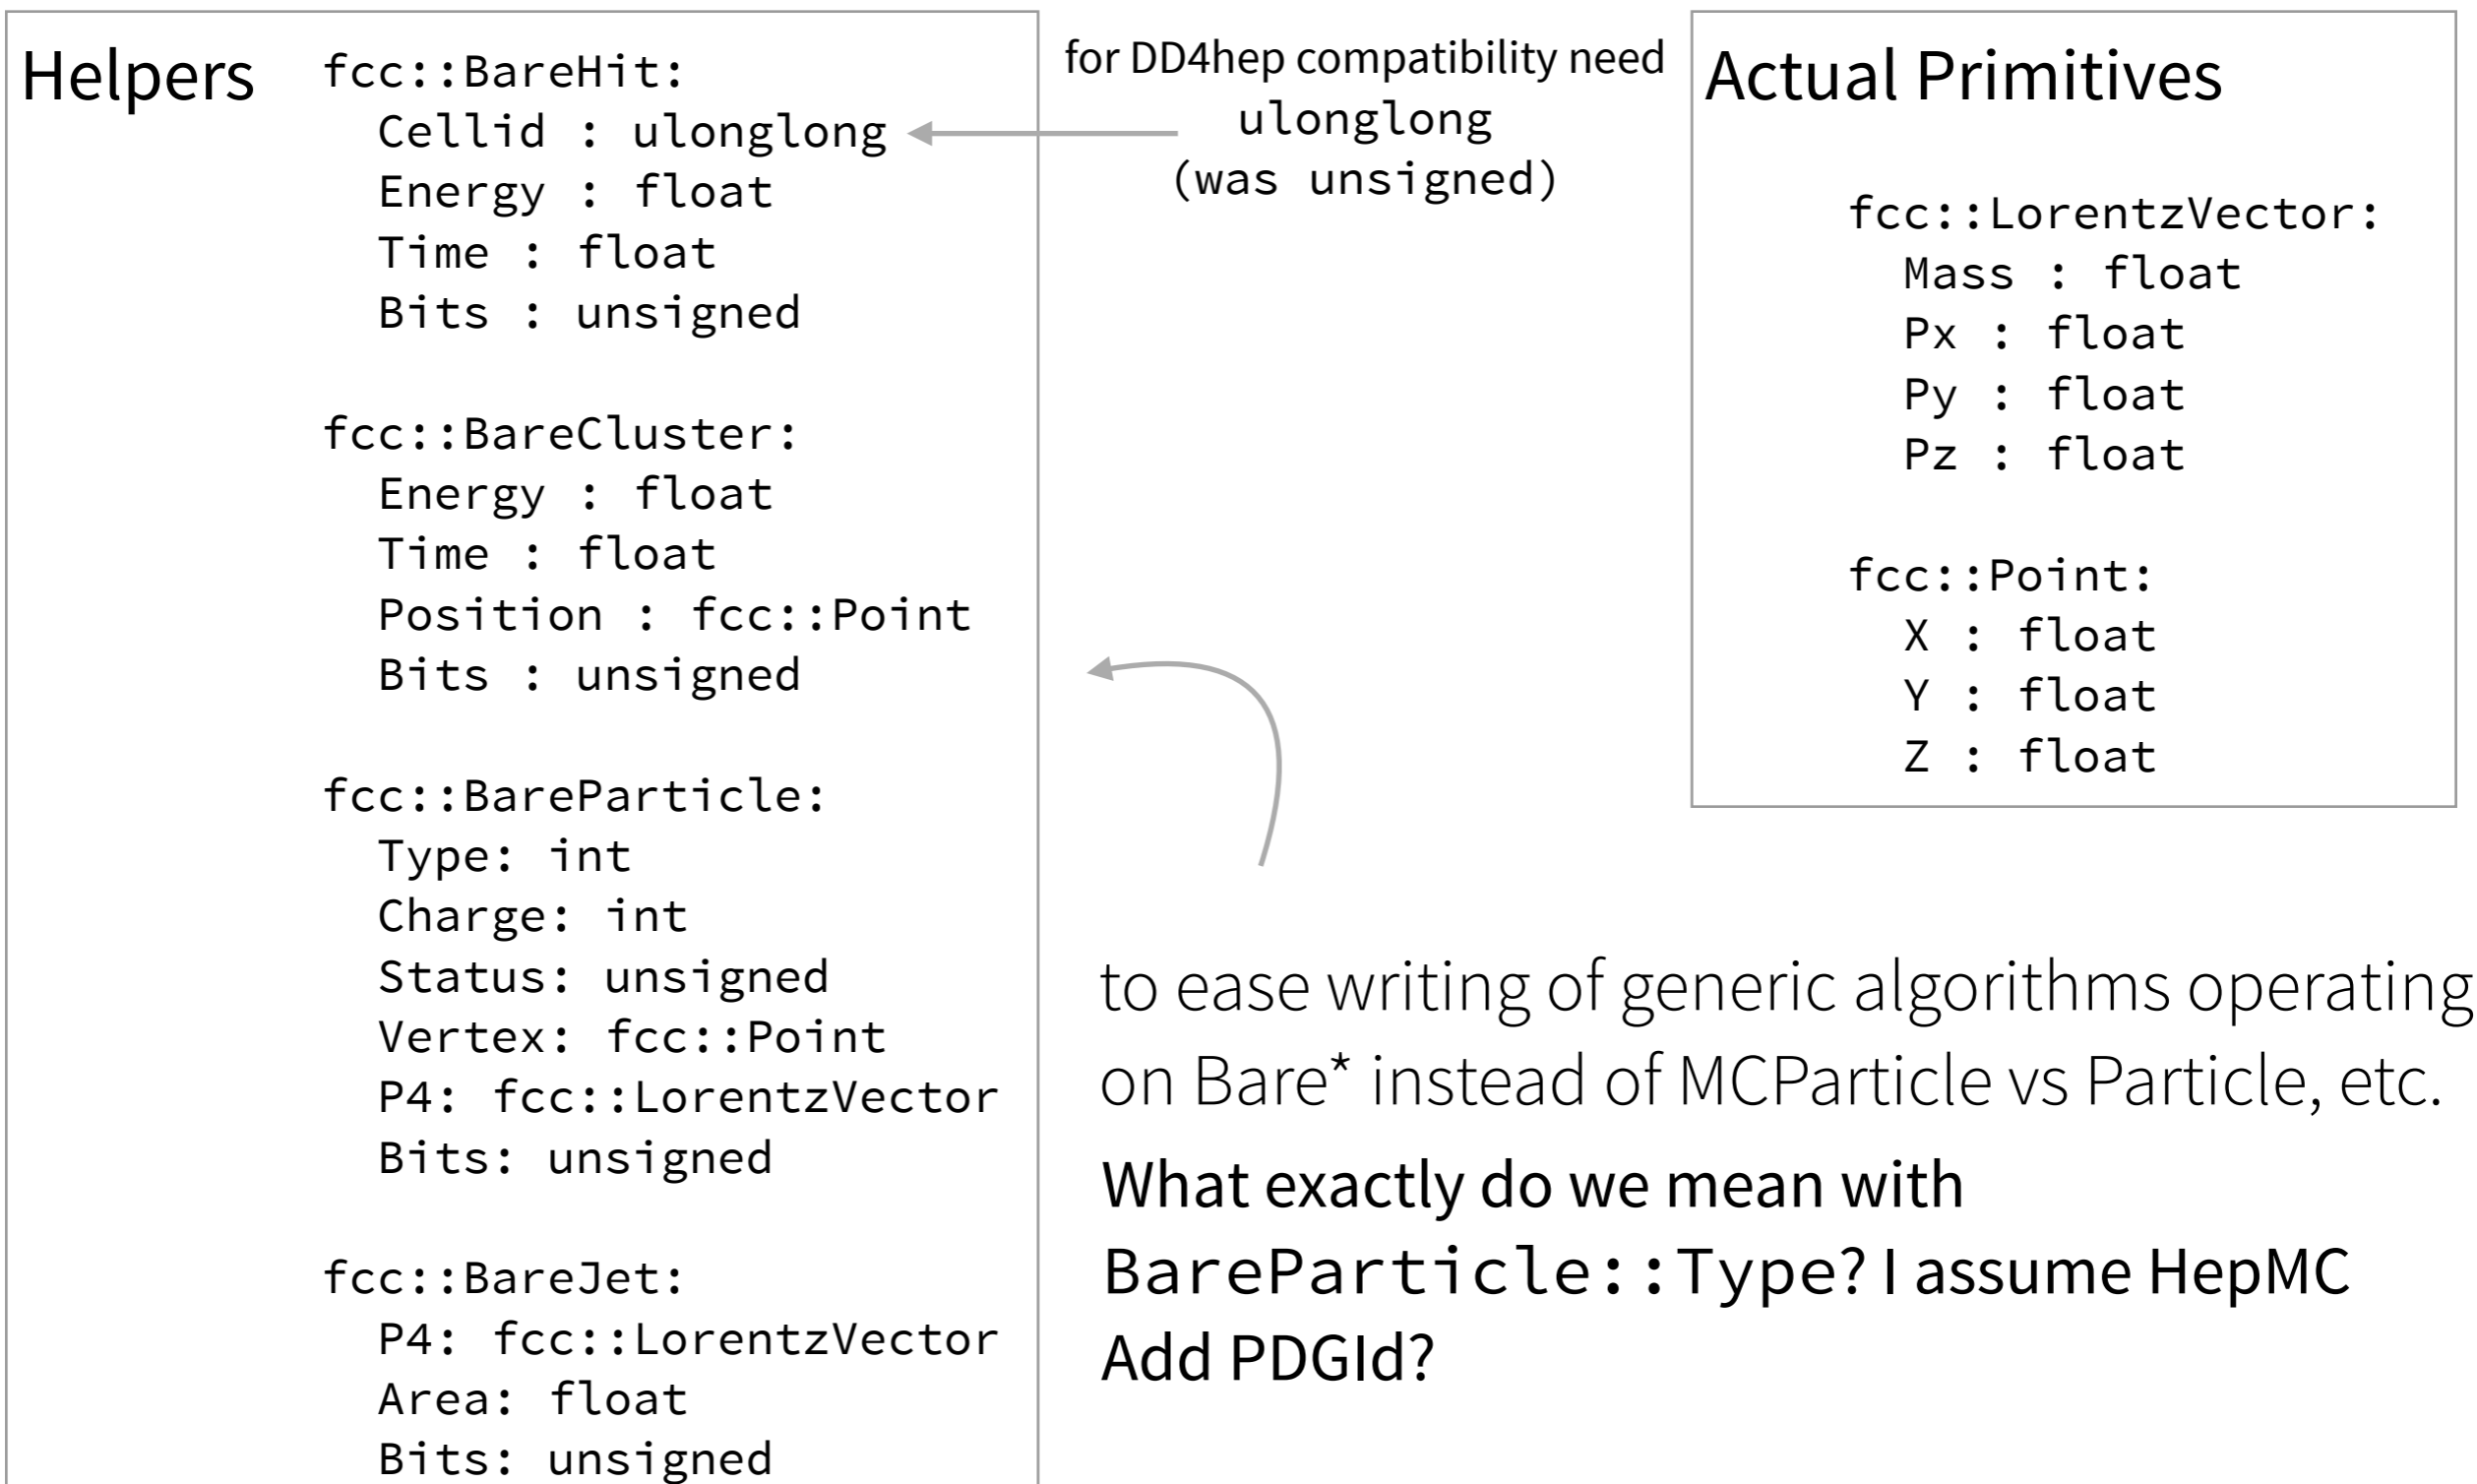 Helpers
fcc::BareHit:
Cellid : ulonglong
Energy : float
Time : float
Bits : unsigned
fcc::BareCluster:
Energy : float
Time : float
Position : fcc::Point
Bits : unsigned
fcc::BareParticle:
Type: int
Charge: int
Status: unsigned
Vertex: fcc::Point
P4: fcc::LorentzVector
Bits: unsigned
fcc::BareJet:
P4: fcc::LorentzVector
Area: float
Bits: unsigned
for DD4hep compatibility need
ulonglong
(was unsigned)
Actual Primitives
fcc::LorentzVector:
Mass : float
Px : float
Py : float
Pz : float
fcc::Point:
X : float
Y : float
Z : float
to ease writing of generic algorithms operating
on Bare* instead of MCParticle vs Particle, etc.
What exactly do we mean with
BareParticle::Type? I assume HepMC
Add PDGId?